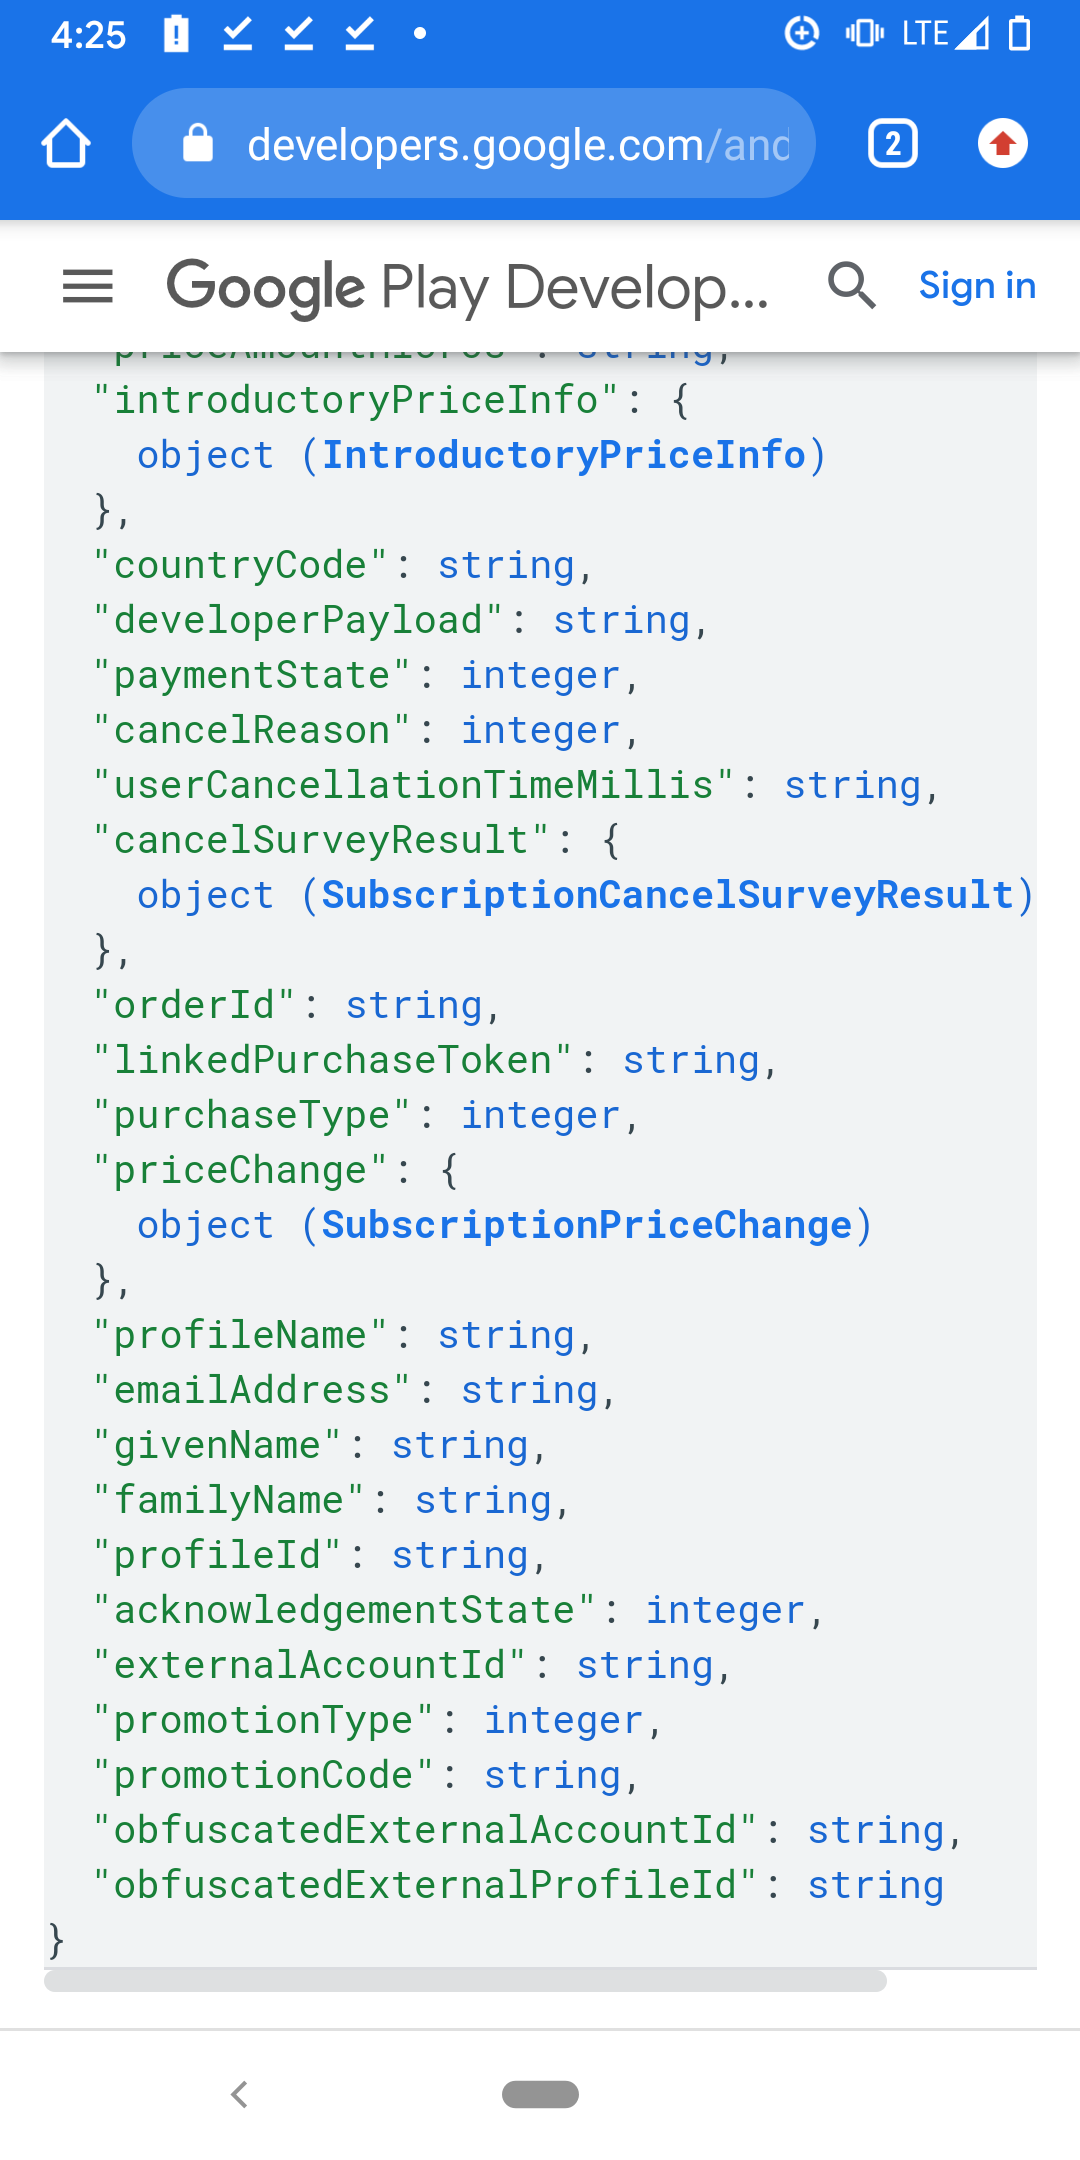 4:25
LTE
developers.google.com/and
2
Google Play Develop...
Sign in
"introductoryPriceInfo": {
object (IntroductoryPriceInfo)
},
"countryCode": string,
"developerPayload": string,
"paymentState": integer,
"cancelReason": integer,
"userCancellationTimeMillis": string,
"cancelSurveyResult": {
object (SubscriptionCancelSurveyResult)
},
"orderId": string,
"linkedPurchaseToken": string,
"purchaseType": integer,
"priceChange": {
object (SubscriptionPriceChange)
},
"profileName": string,
"emailAddress": string,
"givenName": string,
"familyName": string,
"profileId": string,
"acknowledgementState": integer,
"externalAccountId": string,
"promotionType": integer,
"promotionCode": string,
"obfuscatedExternalAccountId": string,
"obfuscatedExternalProfileId": string
}